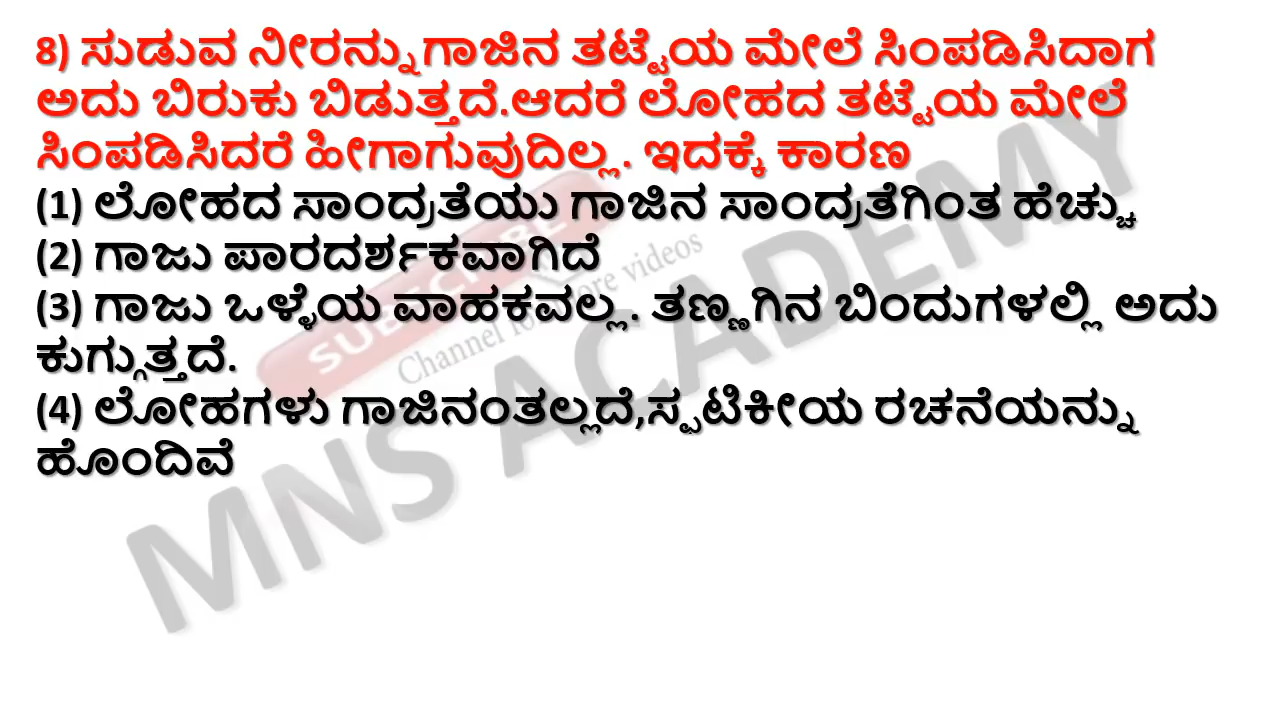 8) ಸುಡುವ ನೀರನ್ನುಗಾಜಿನ ತಟ್ಟೆಯ ಮೇಲೆ ಸಿಂಪಡಿಸಿದಾಗ
ಅದು ಬಿರುಕು ಬಿಡುತ್ತದೆ.ಆದರೆ ಲೋಹದ ತಟ್ಟೆಯ ಮೇಲೆ
ಸಿಂಪಡಿಸಿದರೆ ಹೀಗಾಗುವುದಿಲ್ಲ. ಇದಕ್ಕೆ ಕಾರಣ
(1) ಲೋಹದ ಸಾಂದ್ರತೆಯು ಗಾಜಿನ ಸಾಂದ್ರತೆಗಿಂತ ಹೆಚ್ಚು
(2) ಗಾಜು ಪಾರದರ್ಶಕವಾಗಿದೆ
(3) ಗಾಜು ಒಳ್ಳೆಯ ವಾಹಕವಲ್ಲ. ತಣ್ಣಗಿನ ಬಿಂದುಗಳಲ್ಲಿ ಅದು
ಕುಗ್ಗುತ್ತದೆ.
(4) ಲೋಹಗಳು ಗಾಜಿನಂತಲ್ಲದೆ,ಸ್ಪಟಿಕೀಯ ರಚನೆಯನ್ನು
ಹೊಂದಿವೆ
SUBSCRIBE
Channel for more videos
MNS ACADEMY